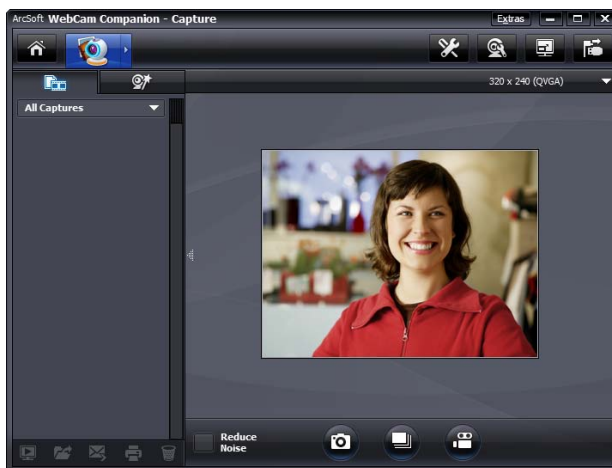 ArcSoft WebCam Companion - Capture
Extras
320 x 240 (QVGA)
All Captures
Reduce
Noise